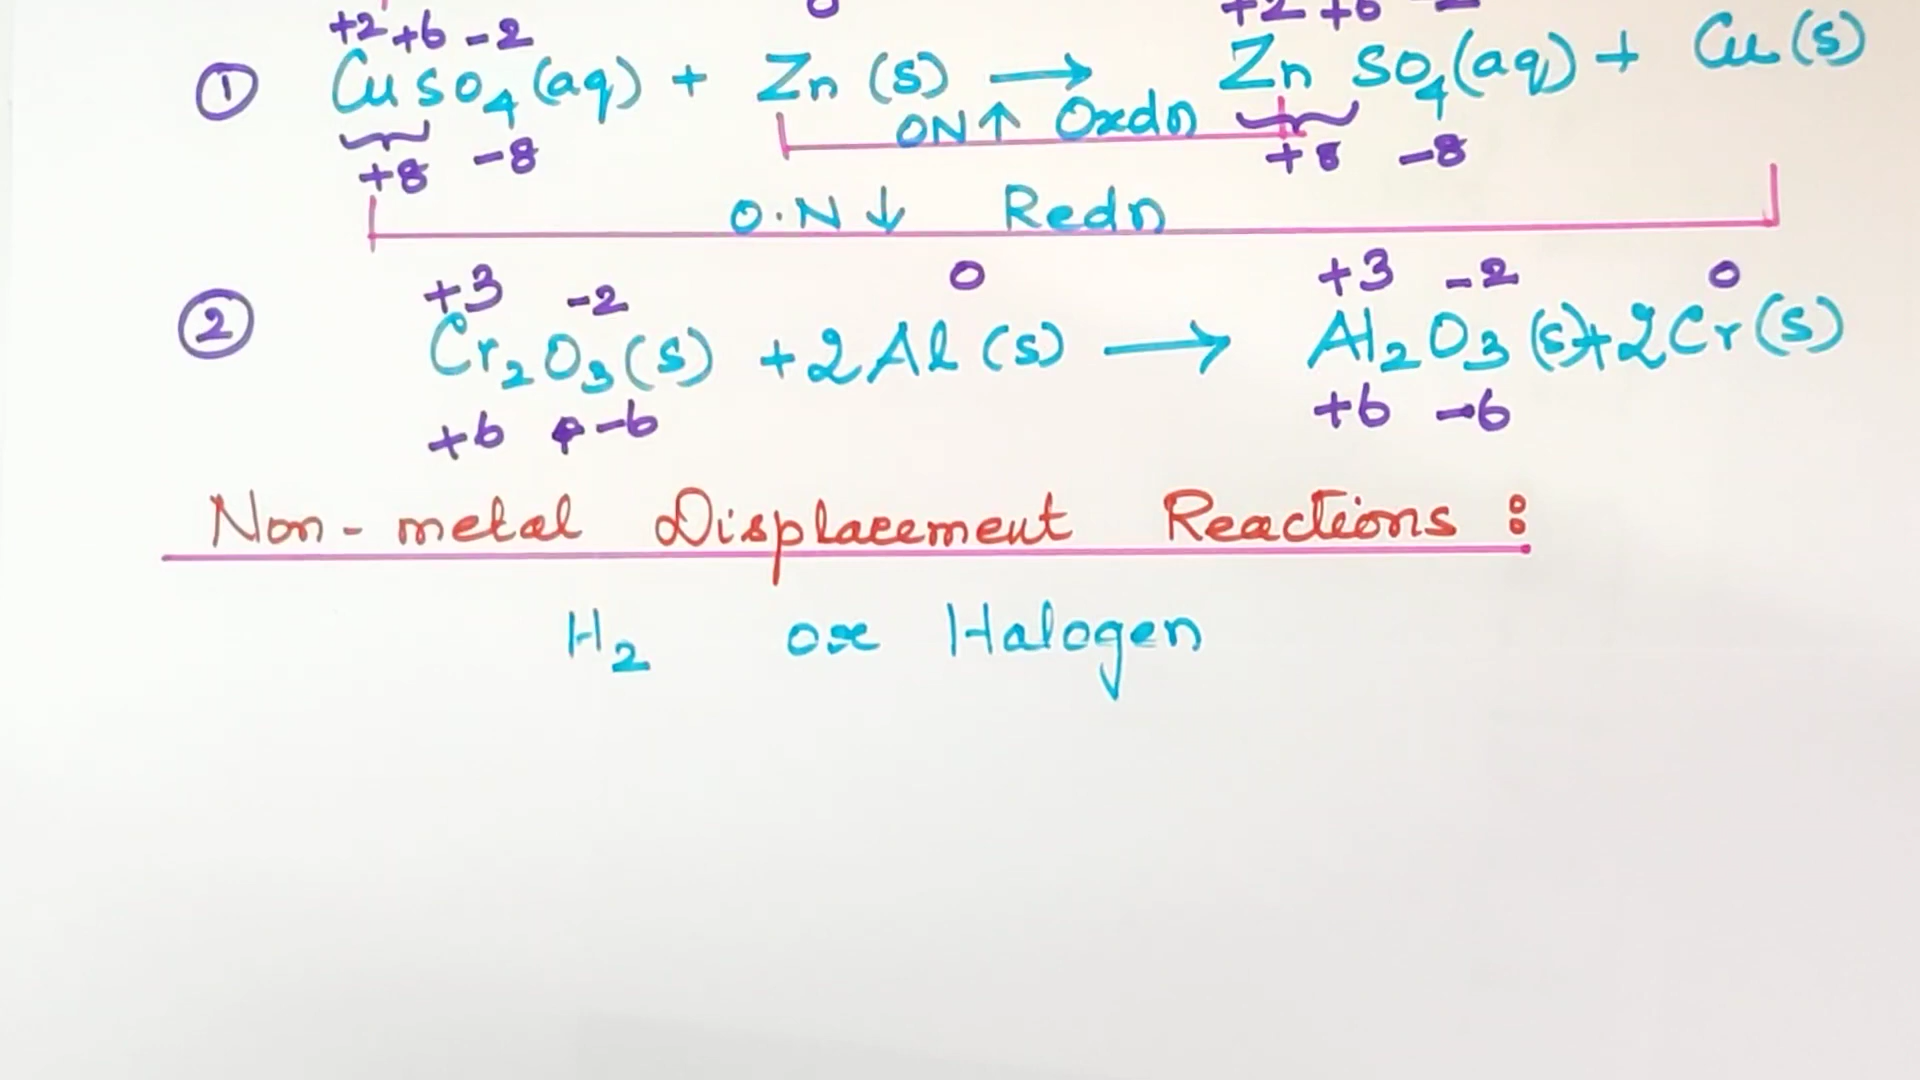 +2 +6 -2 0 +2 +6 -2
① CuSO₄(aq) + Zn (s) → Zn SO₄(aq) + Cu(s)
ON↑ Oxdn
+8 -8 +8 -8
O.N↓ Redn
+3 -2 0 +3 -2 0
② Cr₂O₃(s) +2Al(s) → Al₂O₃(s)+2Cr(s)
+6 -6 +6 -6
Non-metal Displacement Reactions :
H₂ or Halogen